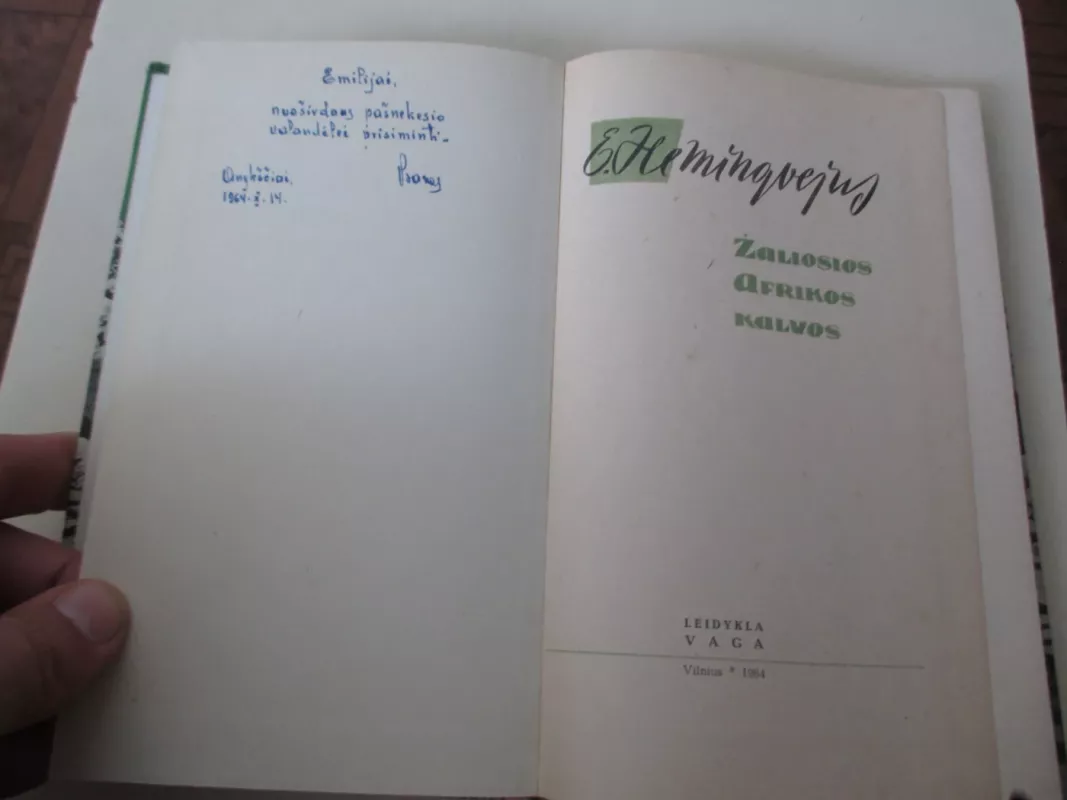 Emilijai,
nuoširdaus pašnekesio
valandėlei prisiminti.
Anykščiai,
1964.X.14.
E. Hemingvejus
Žaliosios
Afrikos
kalvos
LEIDYKLA
VAGA
Vilnius * 1964